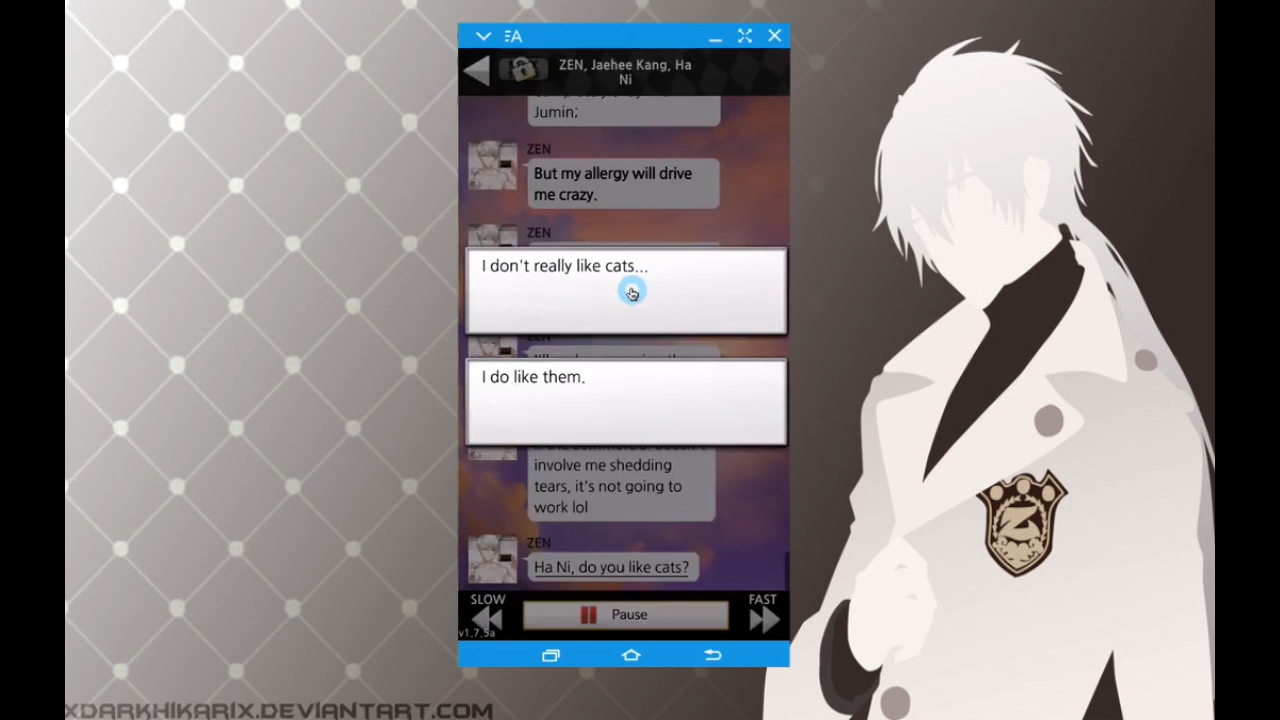 ΞA
ZEN, Jaehee Kang, Ha
Ni
Jumin;
ZEN
But my allergy will drive
me crazy.
ZEN
I don't really like cats...
I do like them.
involve me shedding
tears, it's not going to
work lol
ZEN
Ha Ni, do you like cats?
SLOW
Pause
FAST
v1.7.5a
Z
XDARKHIKARIX.DEVIANTART.COM